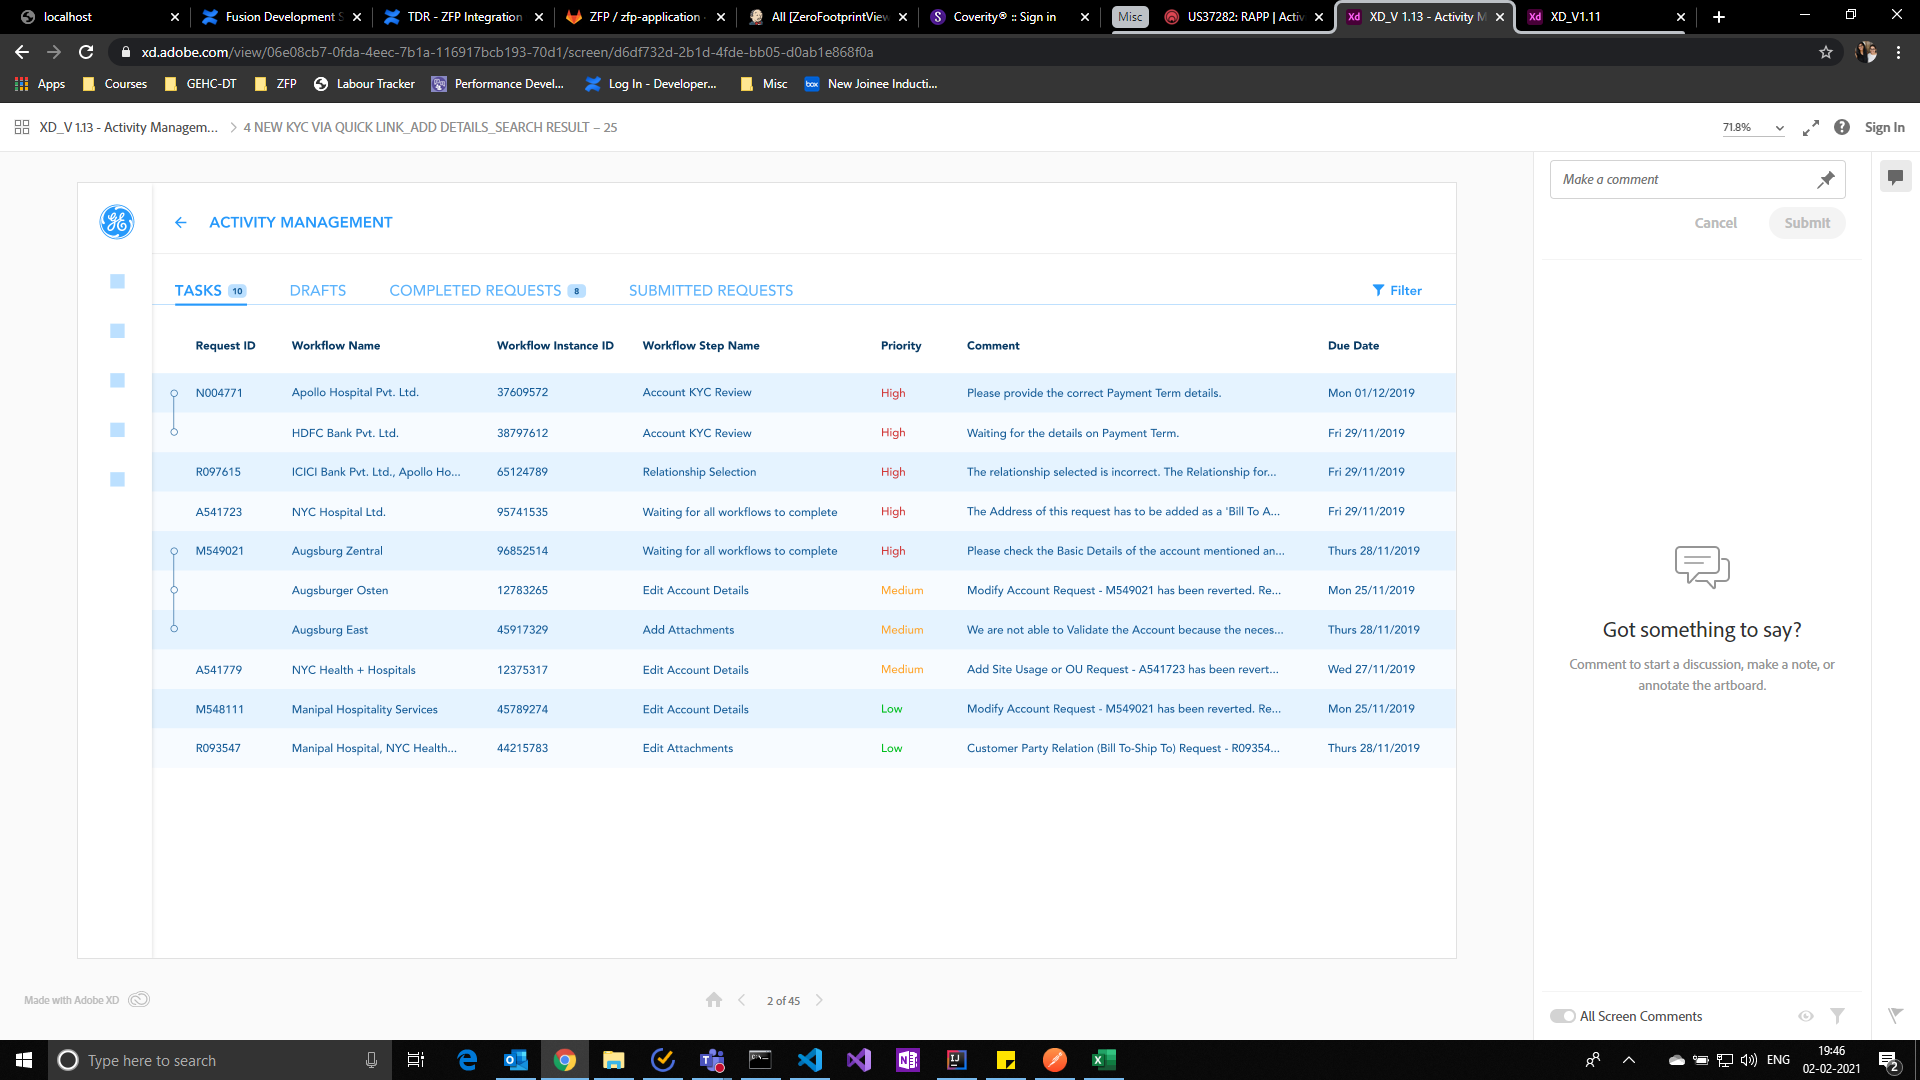 localhost
Fusion Development S
TDR - ZFP Integration
ZFP / zfp-application
All [ZeroFootprintView
Coverity® :: Sign in
Misc
US37282: RAPP | Activ
XD_V 1.13 - Activity M
XD_V1.11
xd.adobe.com/view/06e08cb7-0fda-4eec-7b1a-116917bcb193-70d1/screen/d6df732d-2b1d-4fde-bb05-d0ab1e868f0a
Apps
Courses
GEHC-DT
ZFP
Labour Tracker
Performance Devel...
Log In - Developer...
Misc
box
New Joinee Inducti...
XD_V 1.13 - Activity Managem...
4 NEW KYC VIA QUICK LINK_ADD DETAILS_SEARCH RESULT – 25
71.8%
Sign In
Make a comment
Cancel
Submit
ACTIVITY MANAGEMENT
TASKS 10
DRAFTS
COMPLETED REQUESTS 8
SUBMITTED REQUESTS
Filter
Request ID Workflow Name Workflow Instance ID Workflow Step Name Priority Comment Due Date
N004771 Apollo Hospital Pvt. Ltd. 37609572 Account KYC Review High Please provide the correct Payment Term details. Mon 01/12/2019
HDFC Bank Pvt. Ltd. 38797612 Account KYC Review High Waiting for the details on Payment Term. Fri 29/11/2019
R097615 ICICI Bank Pvt. Ltd., Apollo Ho... 65124789 Relationship Selection High The relationship selected is incorrect. The Relationship for... Fri 29/11/2019
A541723 NYC Hospital Ltd. 95741535 Waiting for all workflows to complete High The Address of this request has to be added as a 'Bill To A... Fri 29/11/2019
M549021 Augsburg Zentral 96852514 Waiting for all workflows to complete High Please check the Basic Details of the account mentioned an... Thurs 28/11/2019
Augsburger Osten 12783265 Edit Account Details Medium Modify Account Request - M549021 has been reverted. Re... Mon 25/11/2019
Augsburg East 45917329 Add Attachments Medium We are not able to Validate the Account because the neces... Thurs 28/11/2019
A541779 NYC Health + Hospitals 12375317 Edit Account Details Medium Add Site Usage or OU Request - A541723 has been revert... Wed 27/11/2019
M548111 Manipal Hospitality Services 45789274 Edit Account Details Low Modify Account Request - M549021 has been reverted. Re... Mon 25/11/2019
R093547 Manipal Hospital, NYC Health... 44215783 Edit Attachments Low Customer Party Relation (Bill To-Ship To) Request - R09354... Thurs 28/11/2019
Got something to say?
Comment to start a discussion, make a note, or
annotate the artboard.
Made with Adobe XD
2 of 45
All Screen Comments
Type here to search
ENG
19:46
02-02-2021
2